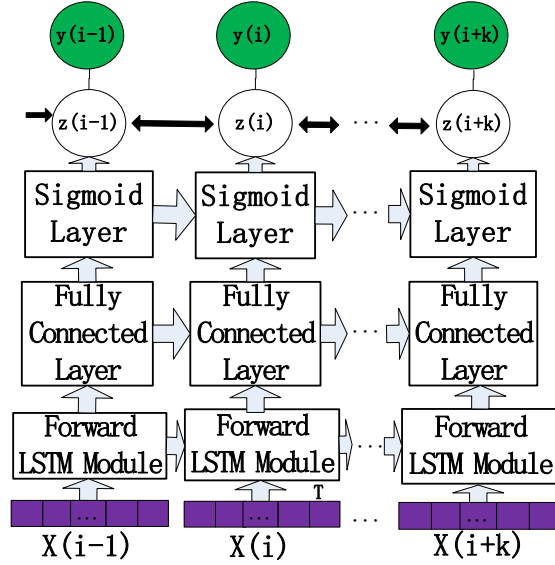 y(i-1) y(i) y(i+k)
z(i-1) z(i) ... z(i+k)
Sigmoid Sigmoid Sigmoid
Layer Layer ... Layer
Fully Fully Fully
Connected Connected ... Connected
Layer Layer Layer
Forward Forward Forward
LSTM Module LSTM Module ... LSTM Module
T
... ... ... ...
X(i-1) X(i) X(i+k)